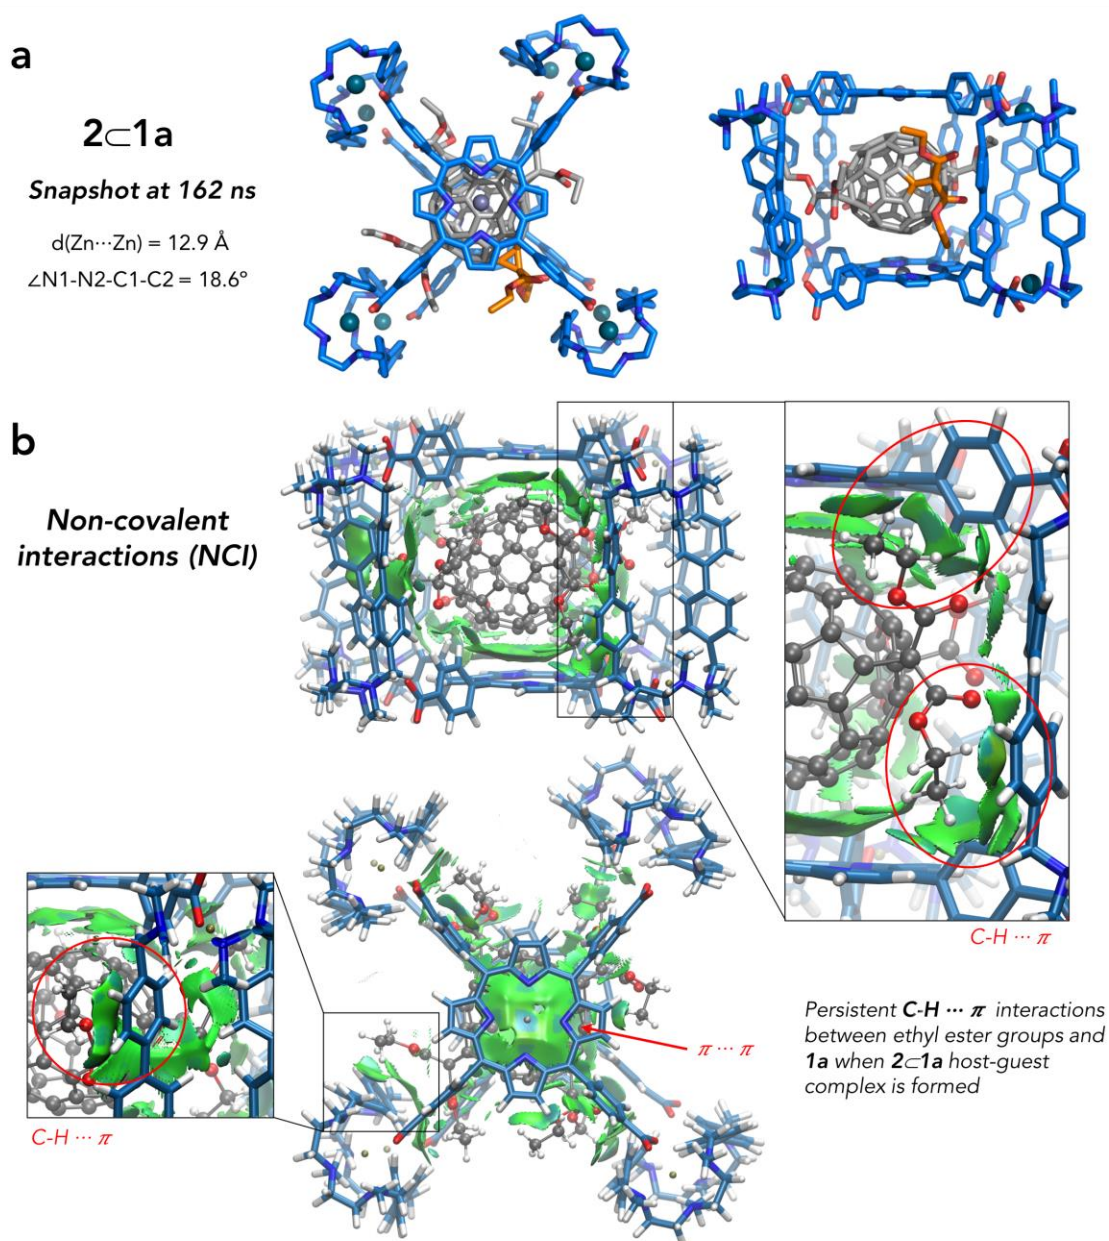 a
2⊂1a
Snapshot at 162 ns
d(Zn···Zn) = 12.9 Å
∠N1-N2-C1-C2 = 18.6º
b
Non-covalent
interactions (NCI)
C-H ··· π
C-H ··· π
π ··· π
Persistent C-H ··· π interactions
between ethyl ester groups and
1a when 2⊂1a host-guest
complex is formed